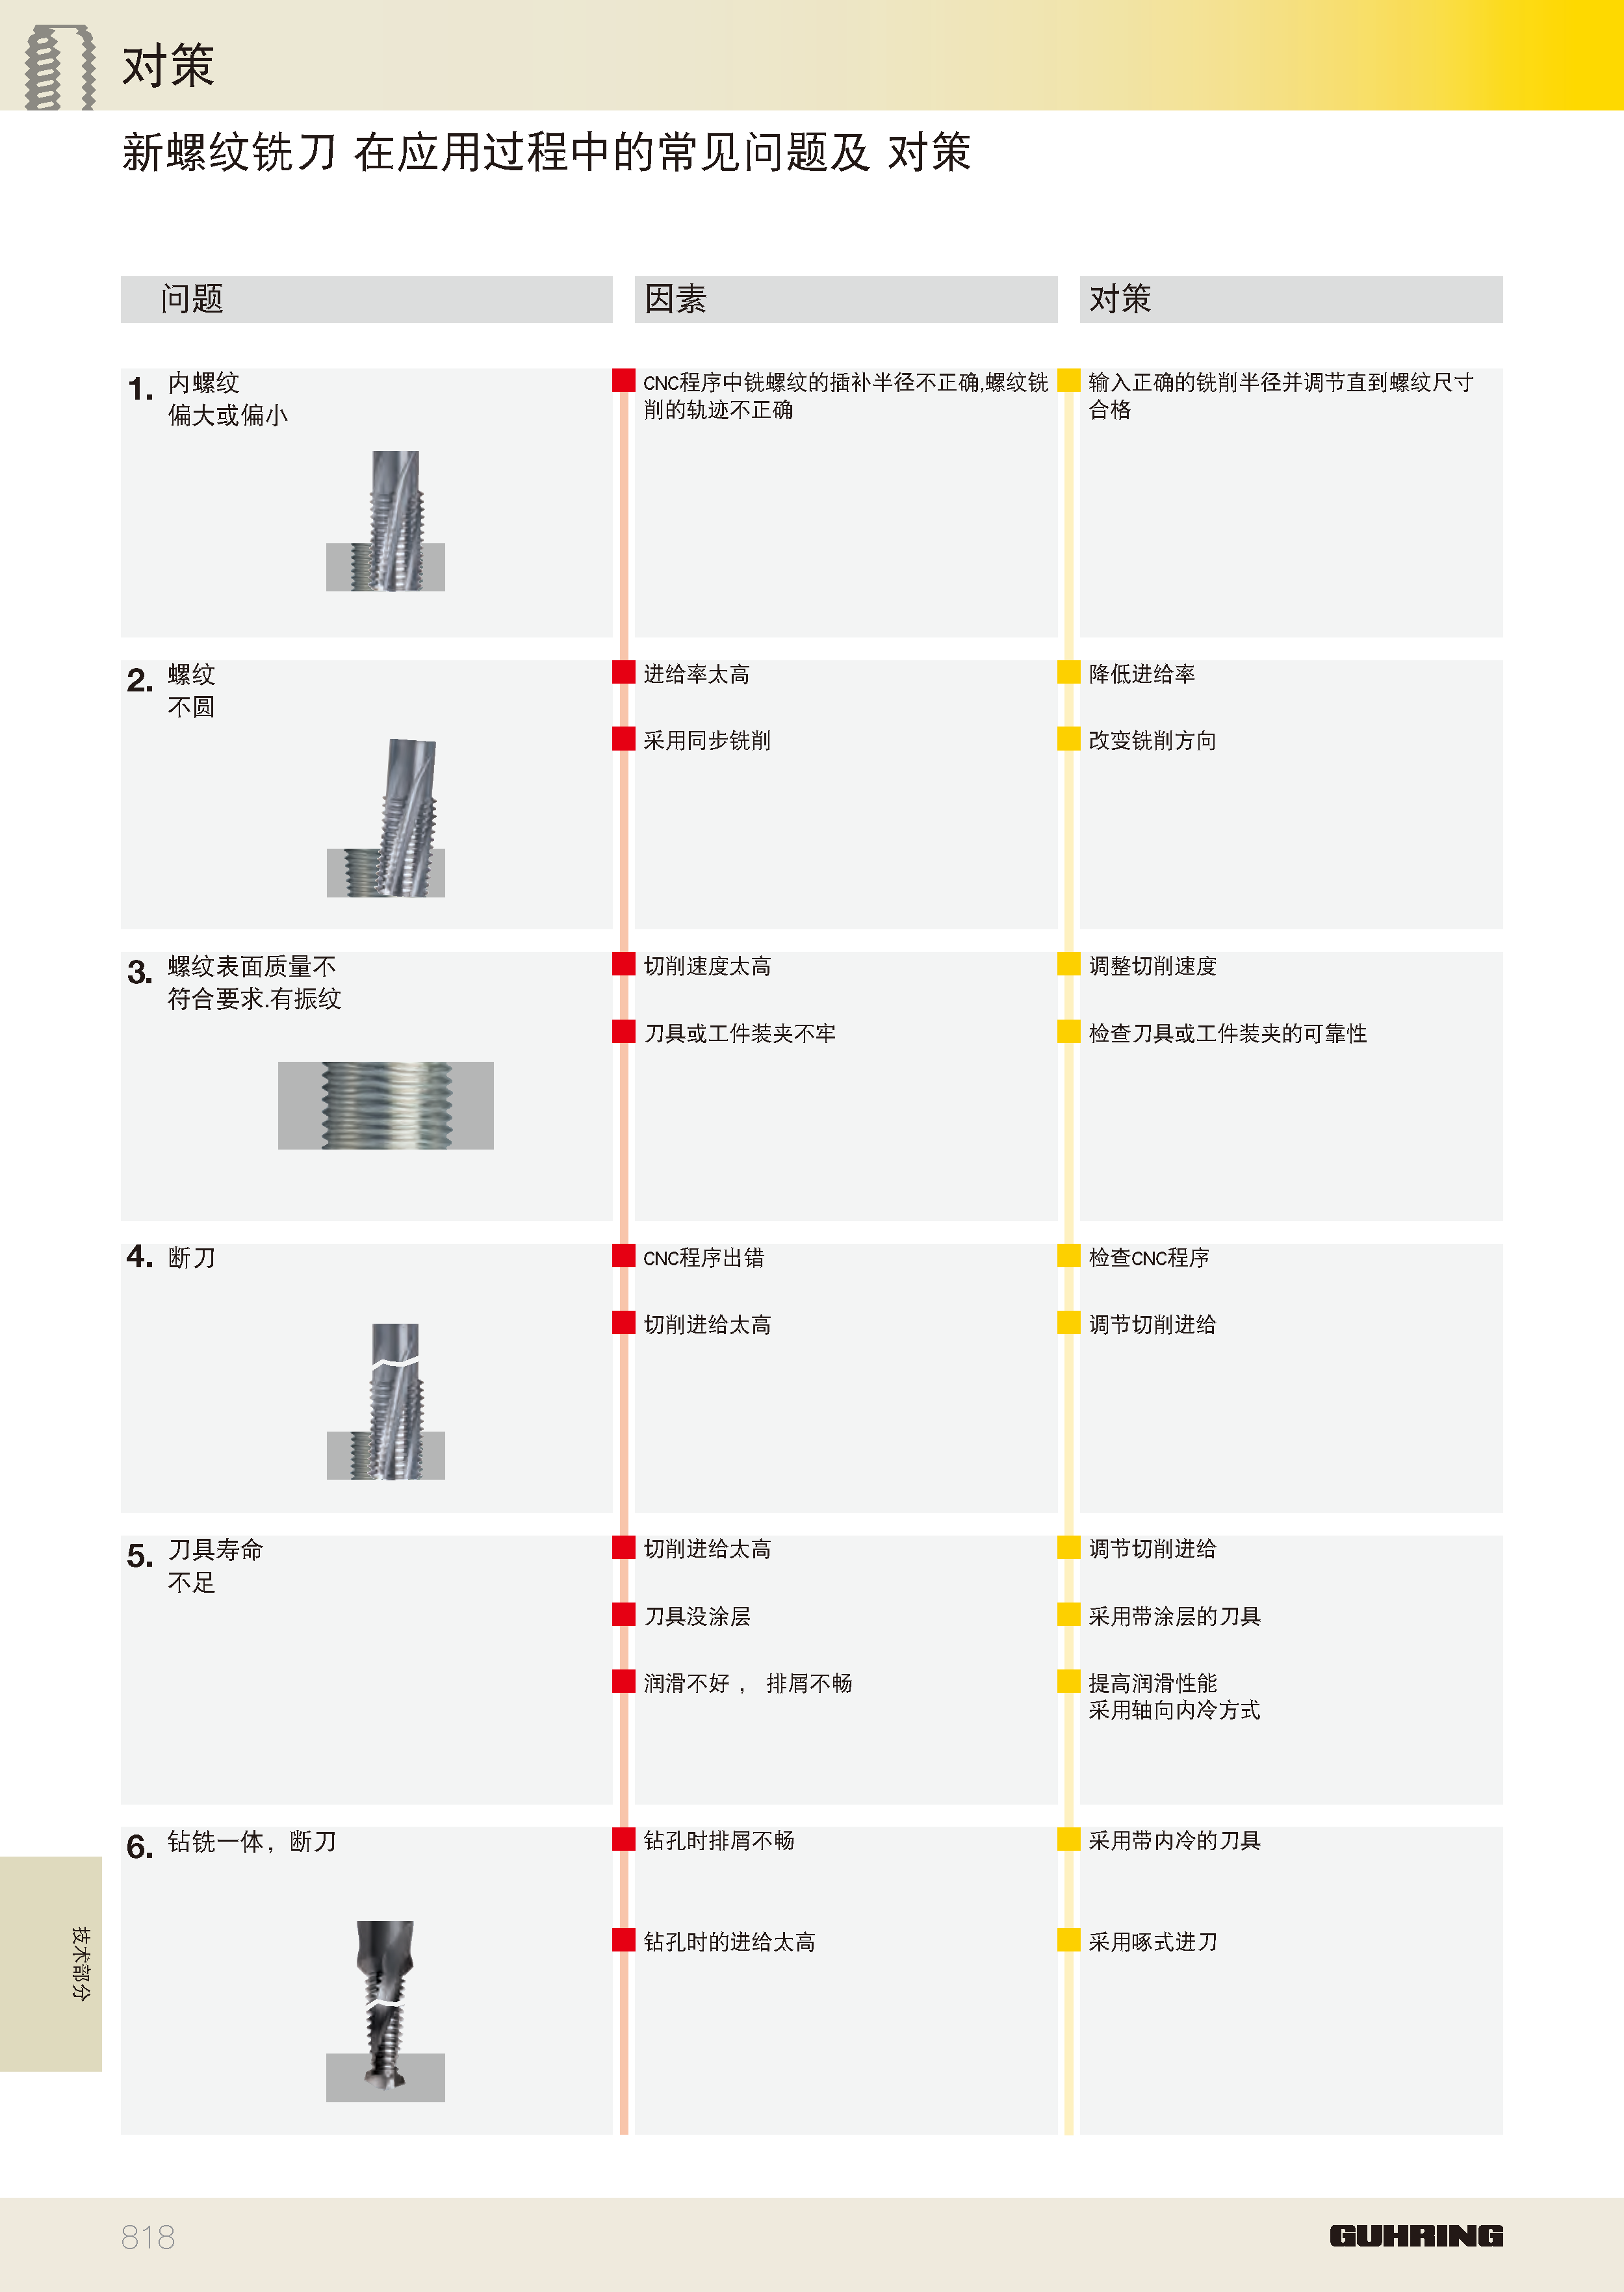 对策
新螺纹铣刀 在应用过程中的常见问题及 对策
问题
因素
对策
1. 内螺纹
偏大或偏小
CNC程序中铣螺纹的插补半径不正确,螺纹铣
削的轨迹不正确
输入正确的铣削半径并调节直到螺纹尺寸
合格
2. 螺纹
不圆
进给率太高
降低进给率
采用同步铣削
改变铣削方向
3. 螺纹表面质量不
符合要求.有振纹
切削速度太高
调整切削速度
刀具或工件装夹不牢
检查刀具或工件装夹的可靠性
4. 断刀
CNC程序出错
检查CNC程序
切削进给太高
调节切削进给
5. 刀具寿命
不足
切削进给太高
调节切削进给
刀具没涂层
采用带涂层的刀具
润滑不好 ， 排屑不畅
提高润滑性能
采用轴向内冷方式
6. 钻铣一体，断刀
钻孔时排屑不畅
采用带内冷的刀具
钻孔时的进给太高
采用啄式进刀
技术部分
818
GUHRING